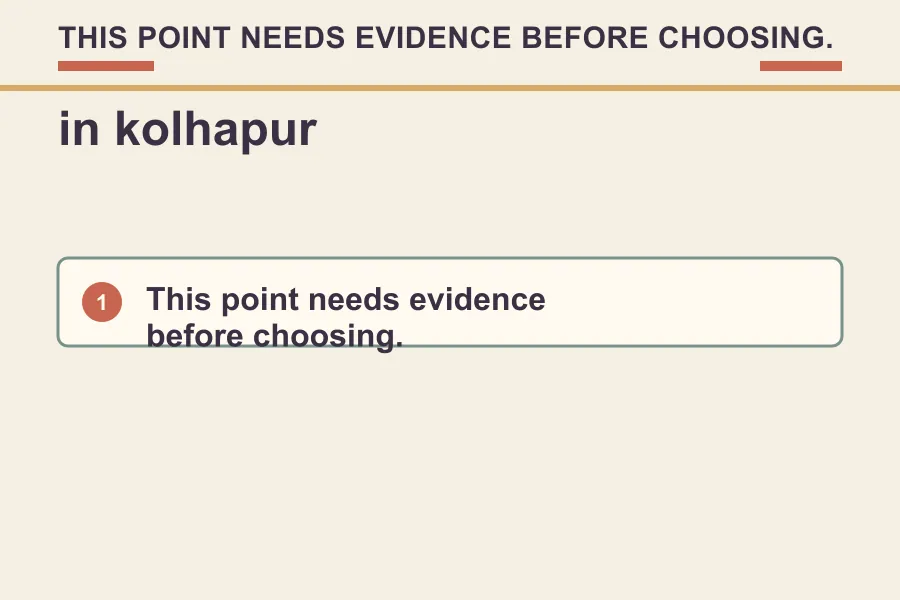 THIS POINT NEEDS EVIDENCE BEFORE CHOOSING.
in kolhapur
1
This point needs evidence
before choosing.